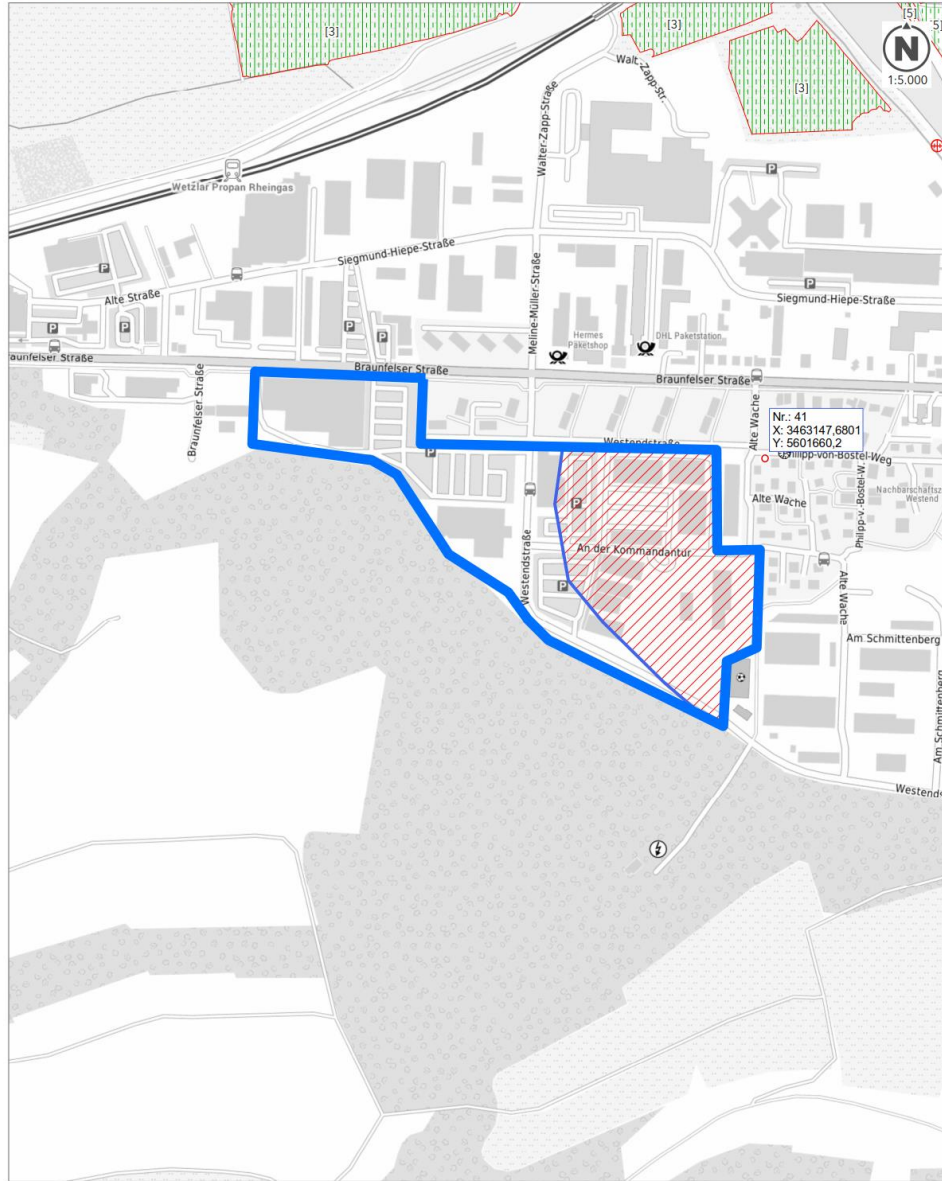 [3]
[5]
5]
N
1:5.000
[3]
Walt.-Zapp-Str.
Walter-Zapp-Straße
P
Wetzlar Propan Rheingas
Siegmund-Hiepe-Straße
P
Alte Straße
P
Siegmund-Hiepe-Straße
Meline-Müller-Straße
P
P
P
P
Hermes
Paketshop
DHL Paketstation
aunfelser Straße
Braunfelser Straße
Braunfelser Straße
Braunfelser Straße
Alte Wache
Nr.: 41
X: 3463147,6801
Y: 5601660,2
Westendstraße
P
Philipp-von-Bostel-Weg
Nachbarschaftsz
Westend
Alte Wache
Philipp-v.-Bostel-W.
P
An der Kommandantur
Westendstraße
P
Alte Wache
Am Schmittenberg
Am Schmittenberg
Westends